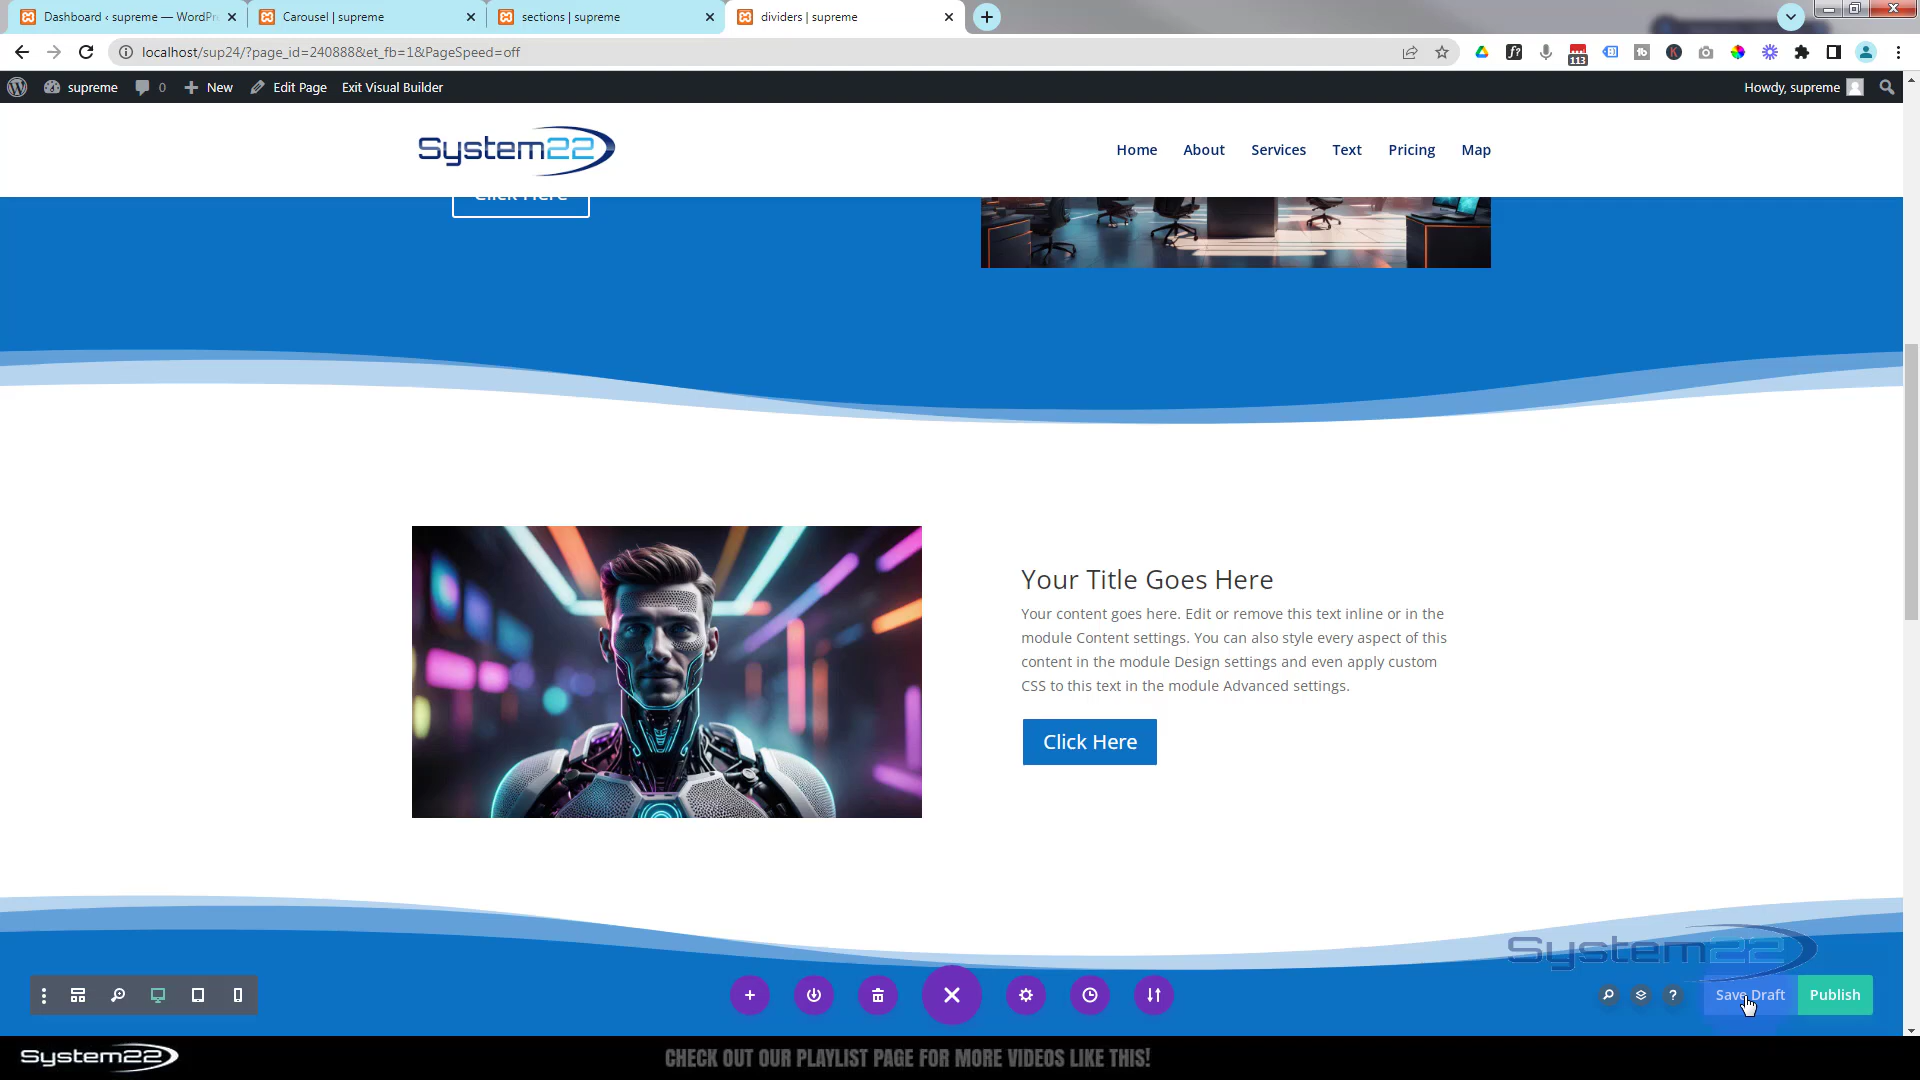 Dashboard ‹ supreme — WordPr
Carousel | supreme
sections | supreme
dividers | supreme
localhost/sup24/?page_id=240888&et_fb=1&PageSpeed=off
113
supreme
0
New
Edit Page
Exit Visual Builder
Howdy, supreme
System22
Home
About
Services
Text
Pricing
Map
Click Here
Your Title Goes Here
Your content goes here. Edit or remove this text inline or in the
module Content settings. You can also style every aspect of this
content in the module Design settings and even apply custom
CSS to this text in the module Advanced settings.
Click Here
System22
Save Draft
Publish
System22
CHECK OUT OUR PLAYLIST PAGE FOR MORE VIDEOS LIKE THIS!